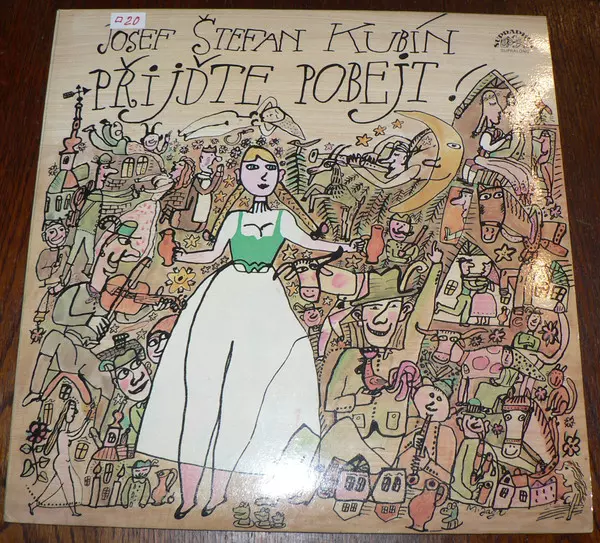 20
JOSEF ŠTEFAN KUBÍN
SUPRAPHON
PŘIJĎTE POBEJT!